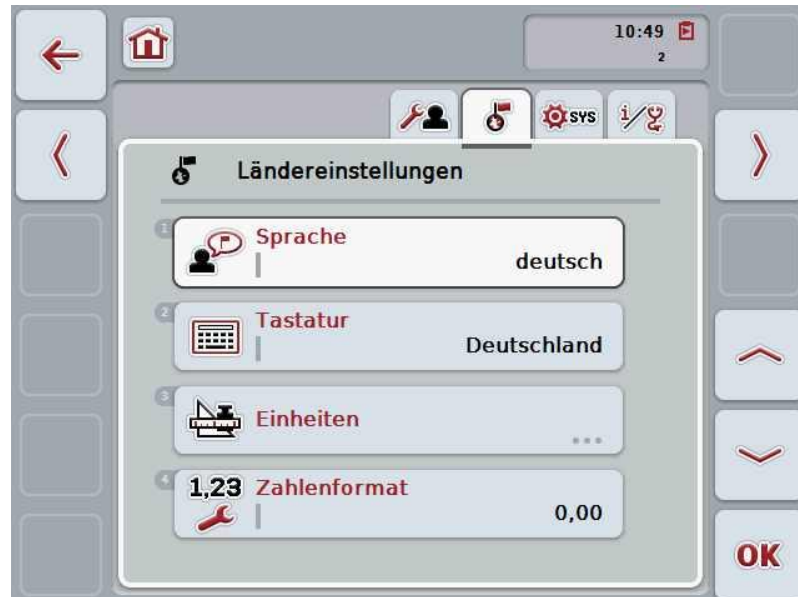 10:49
2
SYS
i/
Ländereinstellungen
1
Sprache
deutsch
2
Tastatur
Deutschland
3
Einheiten
...
4
1,23 Zahlenformat
0,00
OK